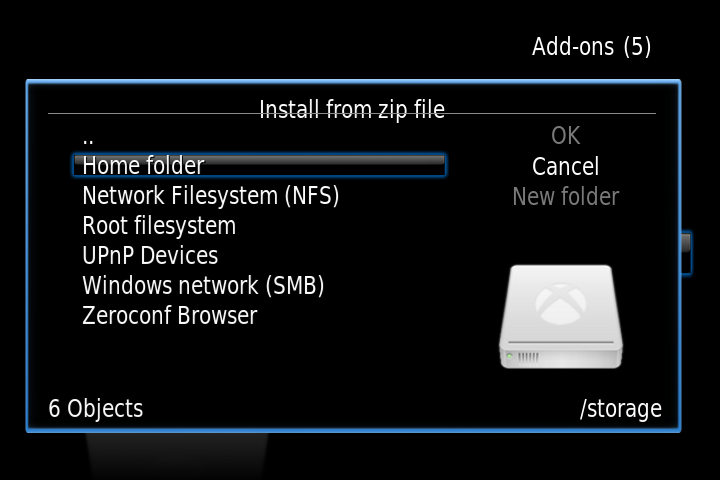 Add-ons (5)
Install from zip file
..
OK
Home folder
Cancel
Network Filesystem (NFS)
New folder
Root filesystem
UPnP Devices
Windows network (SMB)
Zeroconf Browser
6 Objects
/storage